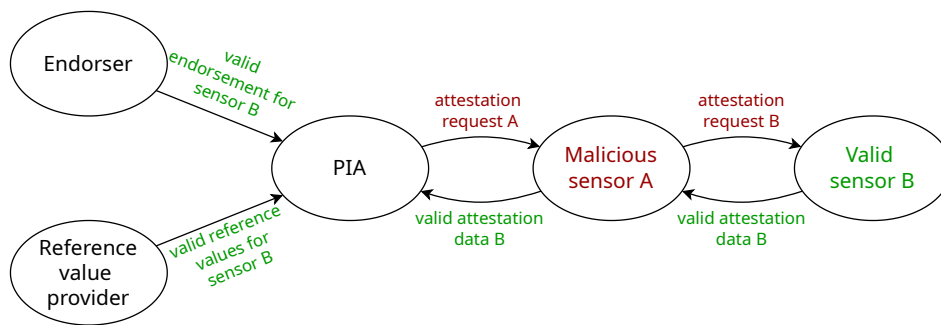 Endorser
valid
endorsement for
sensor B
PIA
attestation
request A
Malicious
sensor A
attestation
request B
Valid
sensor B
valid attestation
data B
valid attestation
data B
Reference
value
provider
valid reference
values for
sensor B